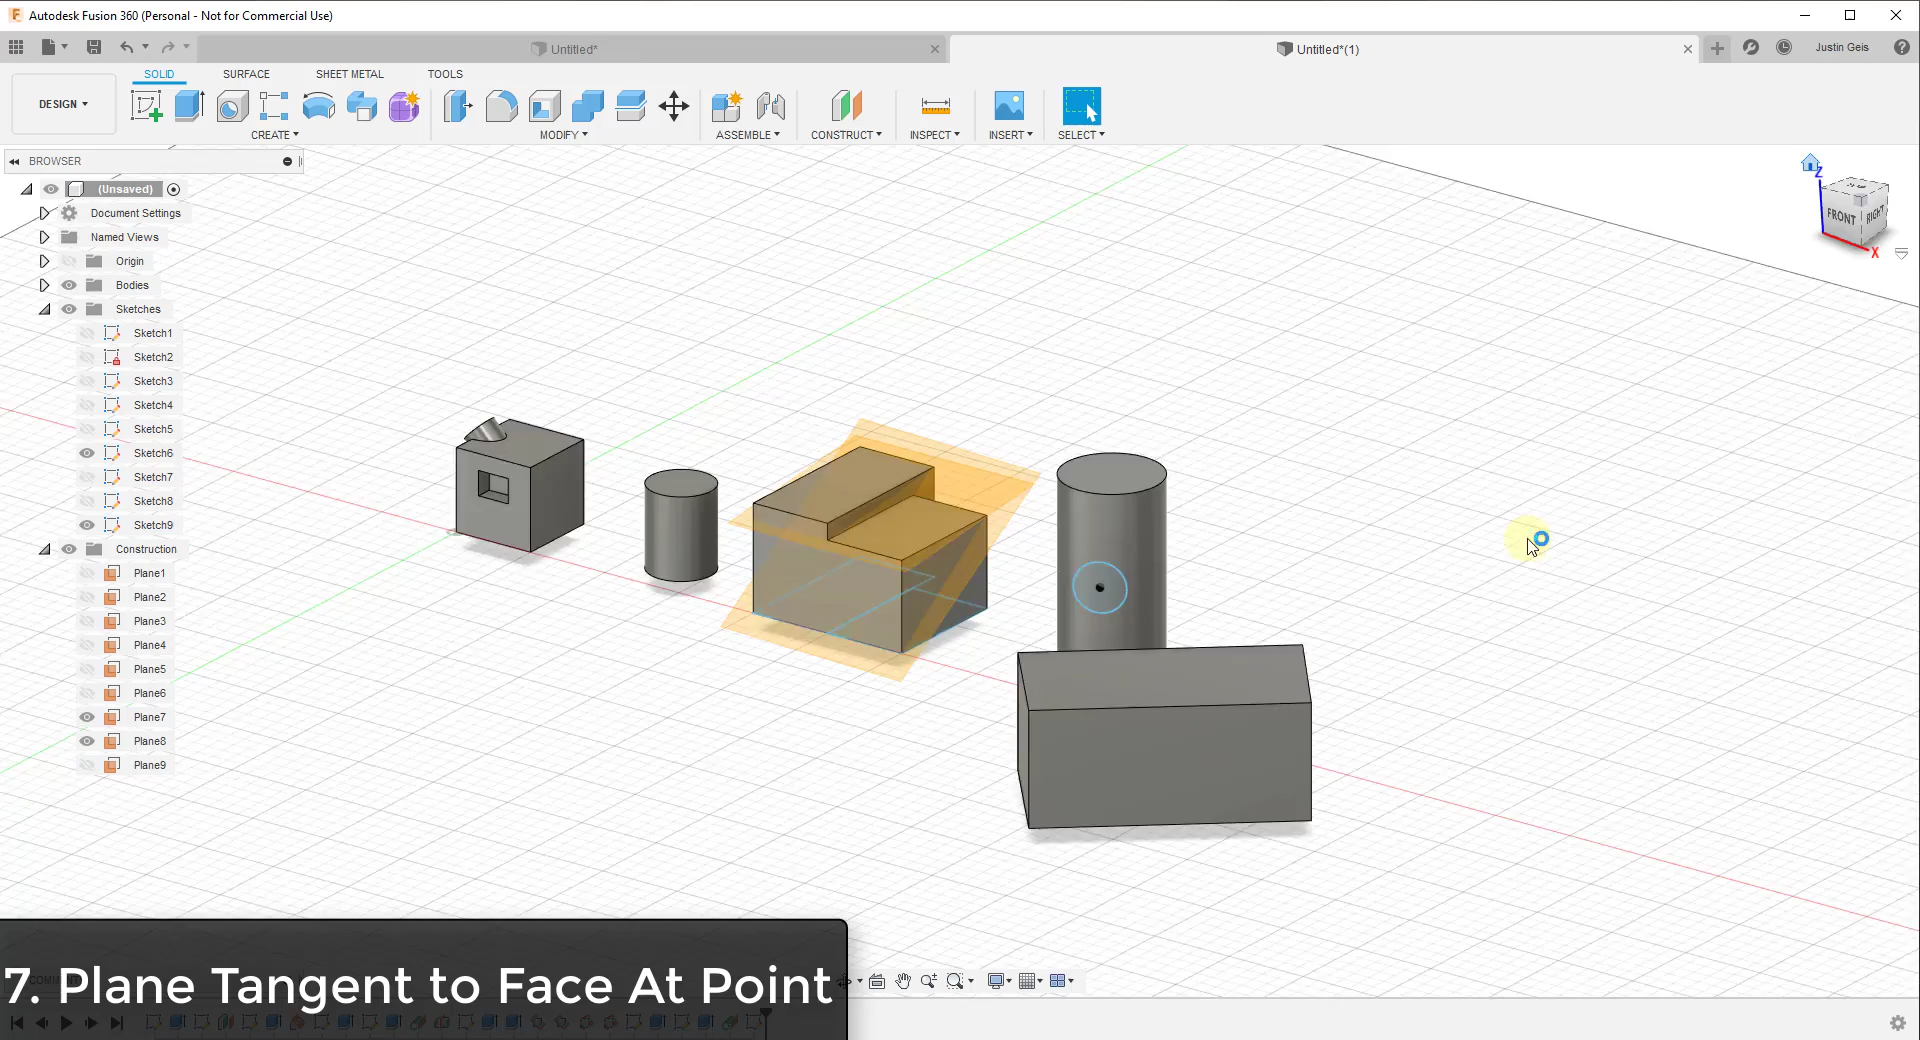 Autodesk Fusion 360 (Personal - Not for Commercial Use)
Untitled*
Untitled*(1)
Justin Geis
DESIGN
SOLID
SURFACE
SHEET METAL
TOOLS
CREATE
MODIFY
ASSEMBLE
CONSTRUCT
INSPECT
INSERT
SELECT
BROWSER
(Unsaved)
Document Settings
Named Views
Origin
Bodies
Sketches
Sketch1
Sketch2
Sketch3
Sketch4
Sketch5
Sketch6
Sketch7
Sketch8
Sketch9
Construction
Plane1
Plane2
Plane3
Plane4
Plane5
Plane6
Plane7
Plane8
Plane9
Z
FRONT
RIGHT
X
7. Plane Tangent to Face At Point